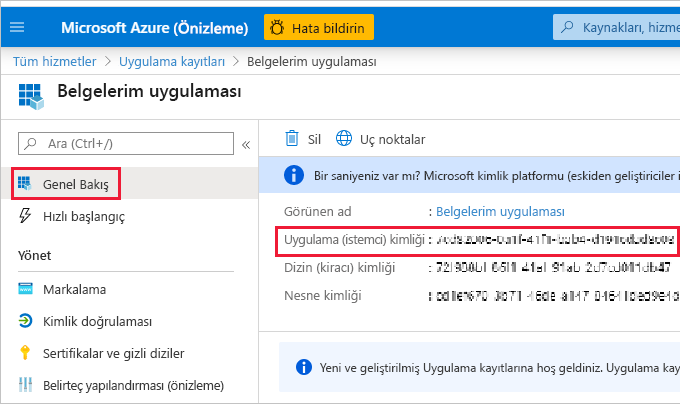 Microsoft Azure (Önizleme)
Hata bildirin
Kaynakları, hizme
Tüm hizmetler > Uygulama kayıtları > Belgelerim uygulaması
Belgelerim uygulaması
Ara (Ctrl+/)
«
Genel Bakış
Hızlı başlangıç
Yönet
Markalama
Kimlik doğrulaması
Sertifikalar ve gizli diziler
Belirteç yapılandırması (önizleme)
Sil
Uç noktalar
Bir saniyeniz var mı? Microsoft kimlik platformu (eskiden geliştiriciler i
Görünen ad : Belgelerim uygulaması
Uygulama (istemci) kimliği :
Dizin (kiracı) kimliği :
Nesne kimliği :
Yeni ve geliştirilmiş Uygulama kayıtlarına hoş geldiniz. Uygulama kay